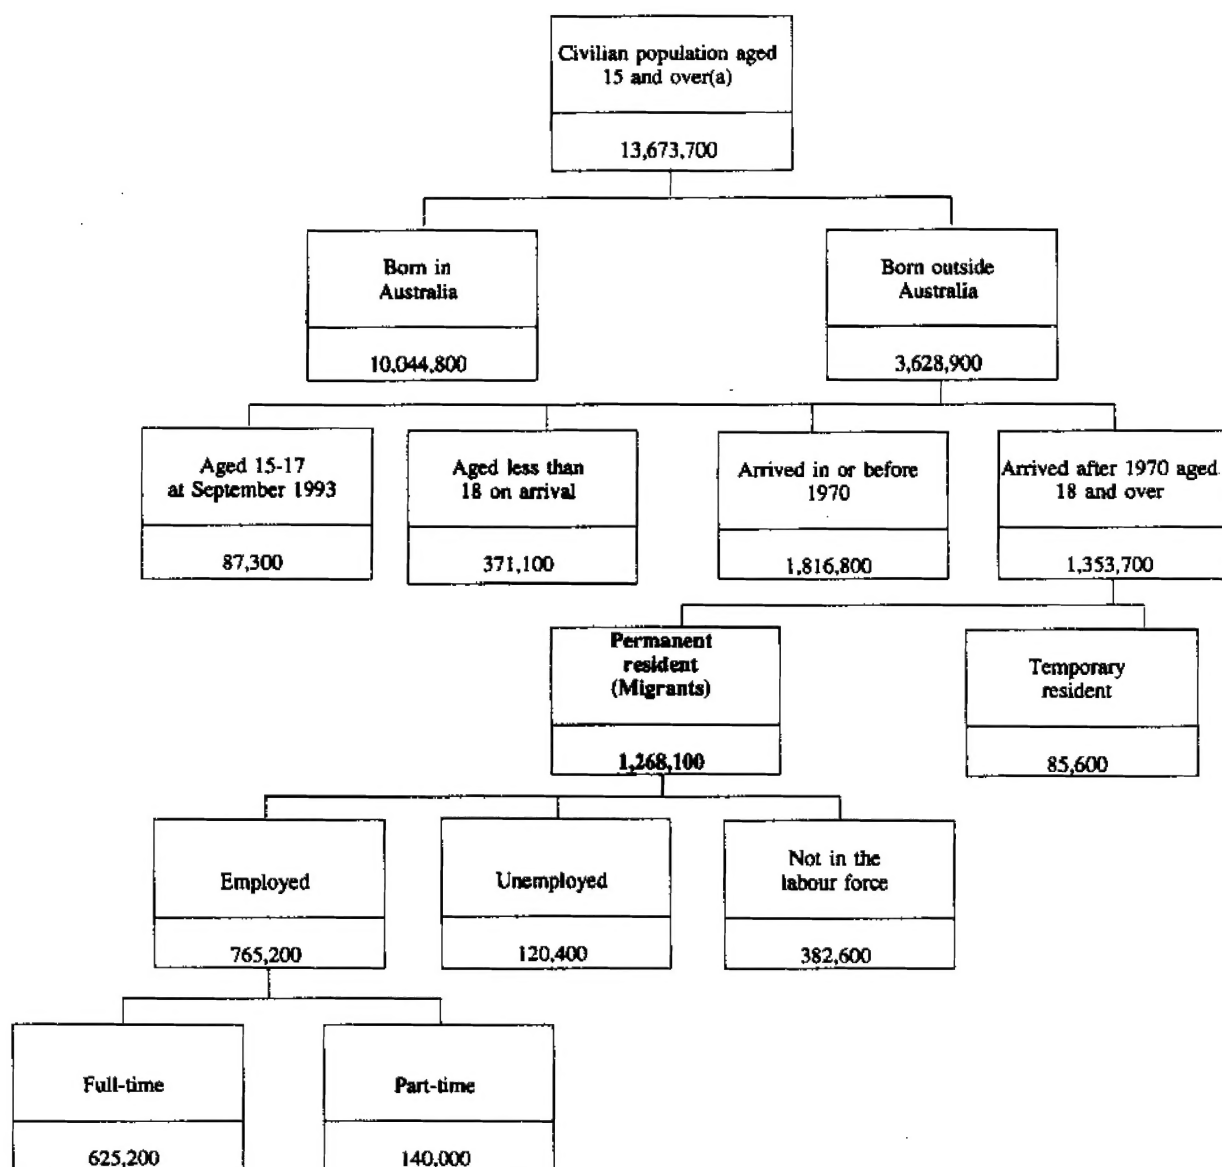 Civilian population aged
15 and over(a)
13,673,700
Born in
Australia
10,044,800
Born outside
Australia
3,628,900
Aged 15-17
at September 1993
87,300
Aged less than
18 on arrival
371,100
Arrived in or before
1970
1,816,800
Arrived after 1970 aged
18 and over
1,353,700
Permanent
resident
(Migrants)
1,268,100
Temporary
resident
85,600
Employed
765,200
Unemployed
120,400
Not in the
labour force
382,600
Full-time
625,200
Part-time
140,000